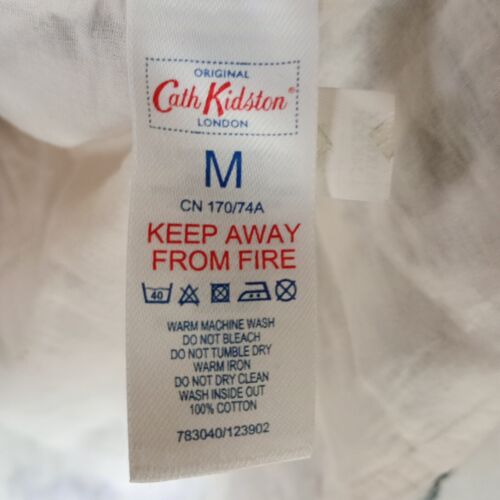 ORIGINAL
Cath Kidston®
LONDON
M
CN 170/74A
KEEP AWAY
FROM FIRE
40
WARM MACHINE WASH
DO NOT BLEACH
DO NOT TUMBLE DRY
WARM IRON
DO NOT DRY CLEAN
WASH INSIDE OUT
100% COTTON
783040/123902